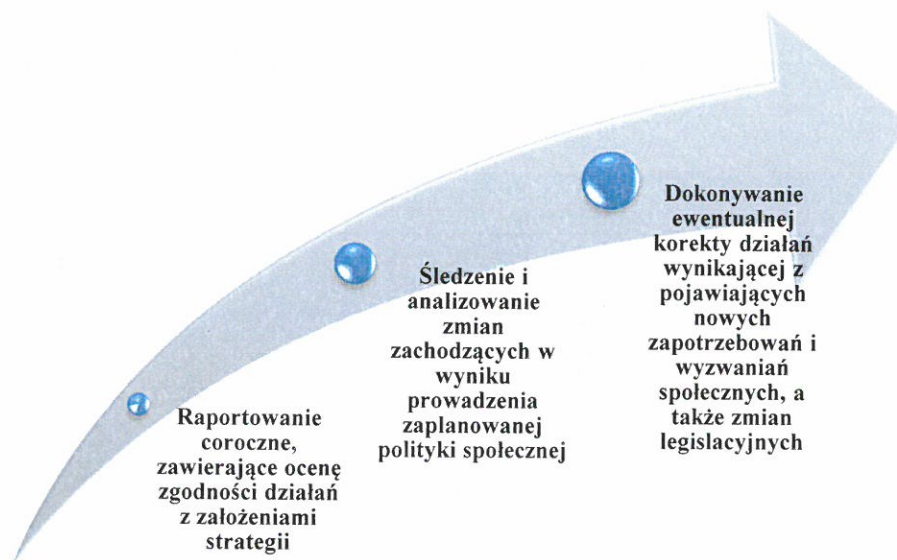 Raportowanie
coroczne,
zawierające ocenę
zgodności działań
z założeniami
strategii
Śledzenie i
analizowanie
zmian
zachodzących w
wyniku
prowadzenia
zaplanowanej
polityki społecznej
Dokonywanie
ewentualnej
korekty działań
wynikającej z
pojawiających
nowych
zapotrzebowań i
wyzwaniań
społecznych, a
także zmian
legislacyjnych